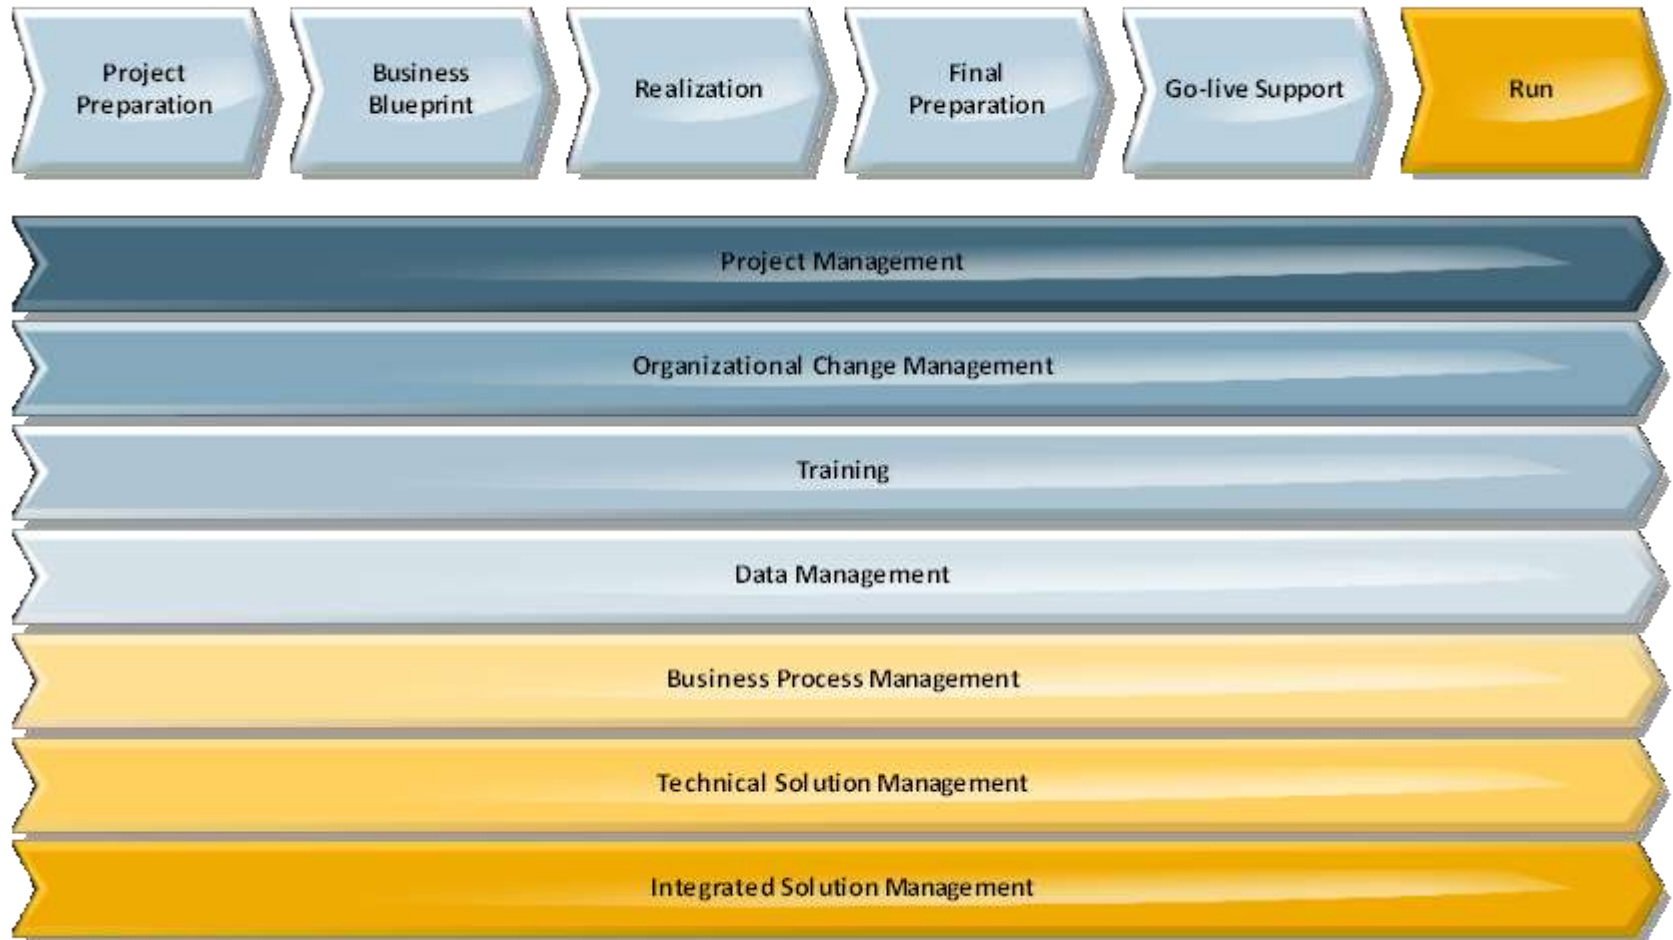 Project
Preparation
Business
Blueprint
Realization
Final
Preparation
Go-live Support
Run
Project Management
Organizational Change Management
Training
Data Management
Business Process Management
Technical Solution Management
Integrated Solution Management